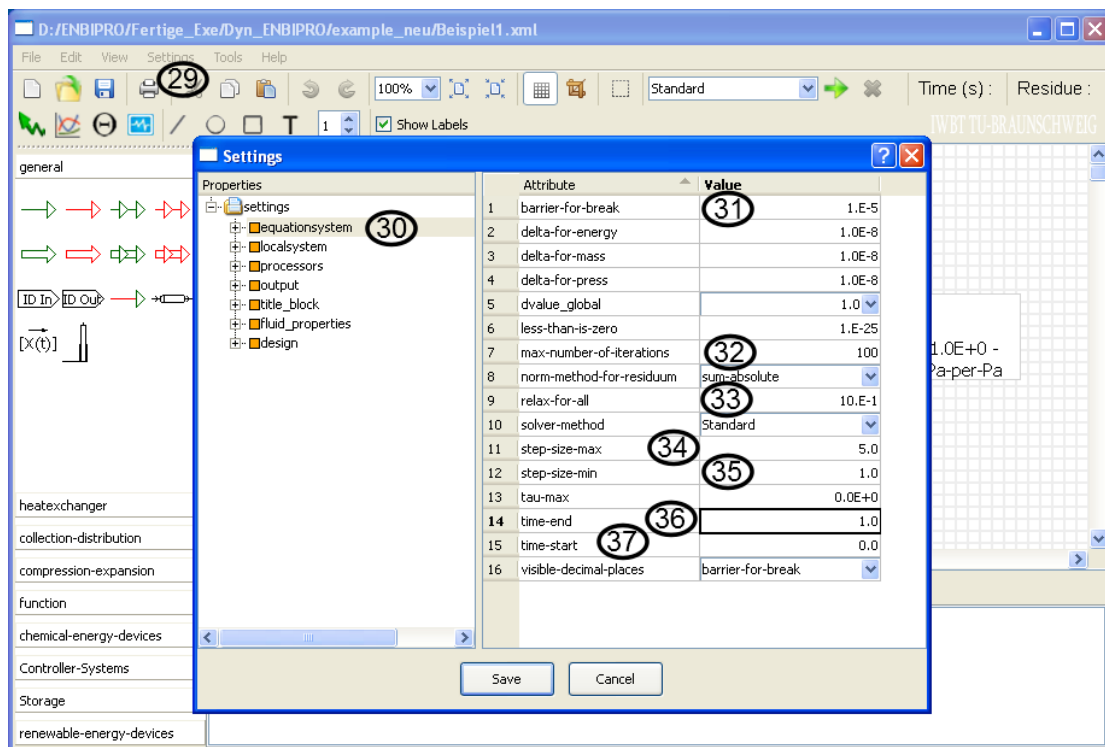 D:/ENBIPRO/Fertige_Exe/Dyn_ENBIPRO/example_neu/Beispiel1.xml
File Edit View Settings Tools Help
29
100% Standard Time (s) : Residue :
T 1 Show Labels IWBT TU-BRAUNSCHWEIG
general
ID In ID Out
[X(t)]
heatexchanger
collection-distribution
compression-expansion
function
chemical-energy-devices
Controller-Systems
Storage
renewable-energy-devices
Settings
Properties
settings
equationsystem 30
localsystem
processors
output
title_block
fluid_properties
design
Attribute Value
1 barrier-for-break 31 1.E-5
2 delta-for-energy 1.0E-8
3 delta-for-mass 1.0E-8
4 delta-for-press 1.0E-8
5 dvalue_global 1.0
6 less-than-is-zero 1.E-25
7 max-number-of-iterations 32 100
8 norm-method-for-residuum sum-absolute
9 relax-for-all 33 10.E-1
10 solver-method Standard
11 step-size-max 34 5.0
12 step-size-min 35 1.0
13 tau-max 0.0E+0
14 time-end 36 1.0
15 time-start 37 0.0
16 visible-decimal-places barrier-for-break
Save Cancel
1.0E+0 -
Pa-per-Pa